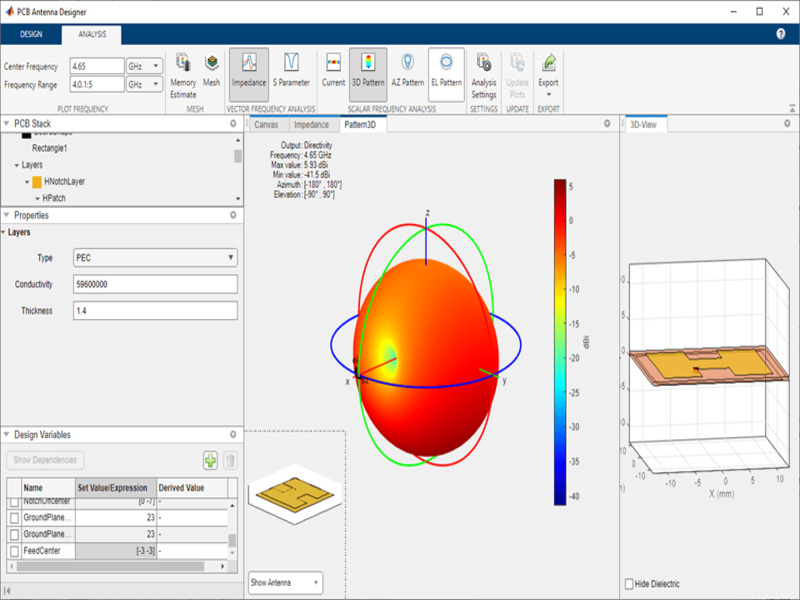 PCB Antenna Designer
DESIGN
ANALYSIS
?
Center Frequency 4.65 GHz
Frequency Range 4:0.1:5 GHz
PLOT FREQUENCY
Memory Estimate
Mesh
MESH
Impedance
S Parameter
VECTOR FREQUENCY ANALYSIS
Current
3D Pattern
AZ Pattern
EL Pattern
SCALAR FREQUENCY ANALYSIS
Analysis Settings
SETTINGS
Update Plots
UPDATE
Export
EXPORT
PCB Stack
Rectangle1
Layers
HNotchLayer
HPatch
Properties
Layers
Type PEC
Conductivity 59600000
Thickness 1.4
Design Variables
Show Dependencies
Name Set Value/Expression Derived Value
NotchOffcenter [0 -7] -
GroundPlane... 23 -
GroundPlane... 23 -
FeedCenter [-3 -3] -
Canvas Impedance Pattern3D
Output : Directivity
Frequency : 4.65 GHz
Max value : 5.93 dBi
Min value : -41.5 dBi
Azimuth : [-180° , 180°]
Elevation : [-90° , 90°]
z
x
y
5
0
-5
-10
-15
-20
-25
-30
-35
-40
dBi
Show Antenna
3D-View
0
-10
-5
0
5
10
X (mm)
Hide Dielectric